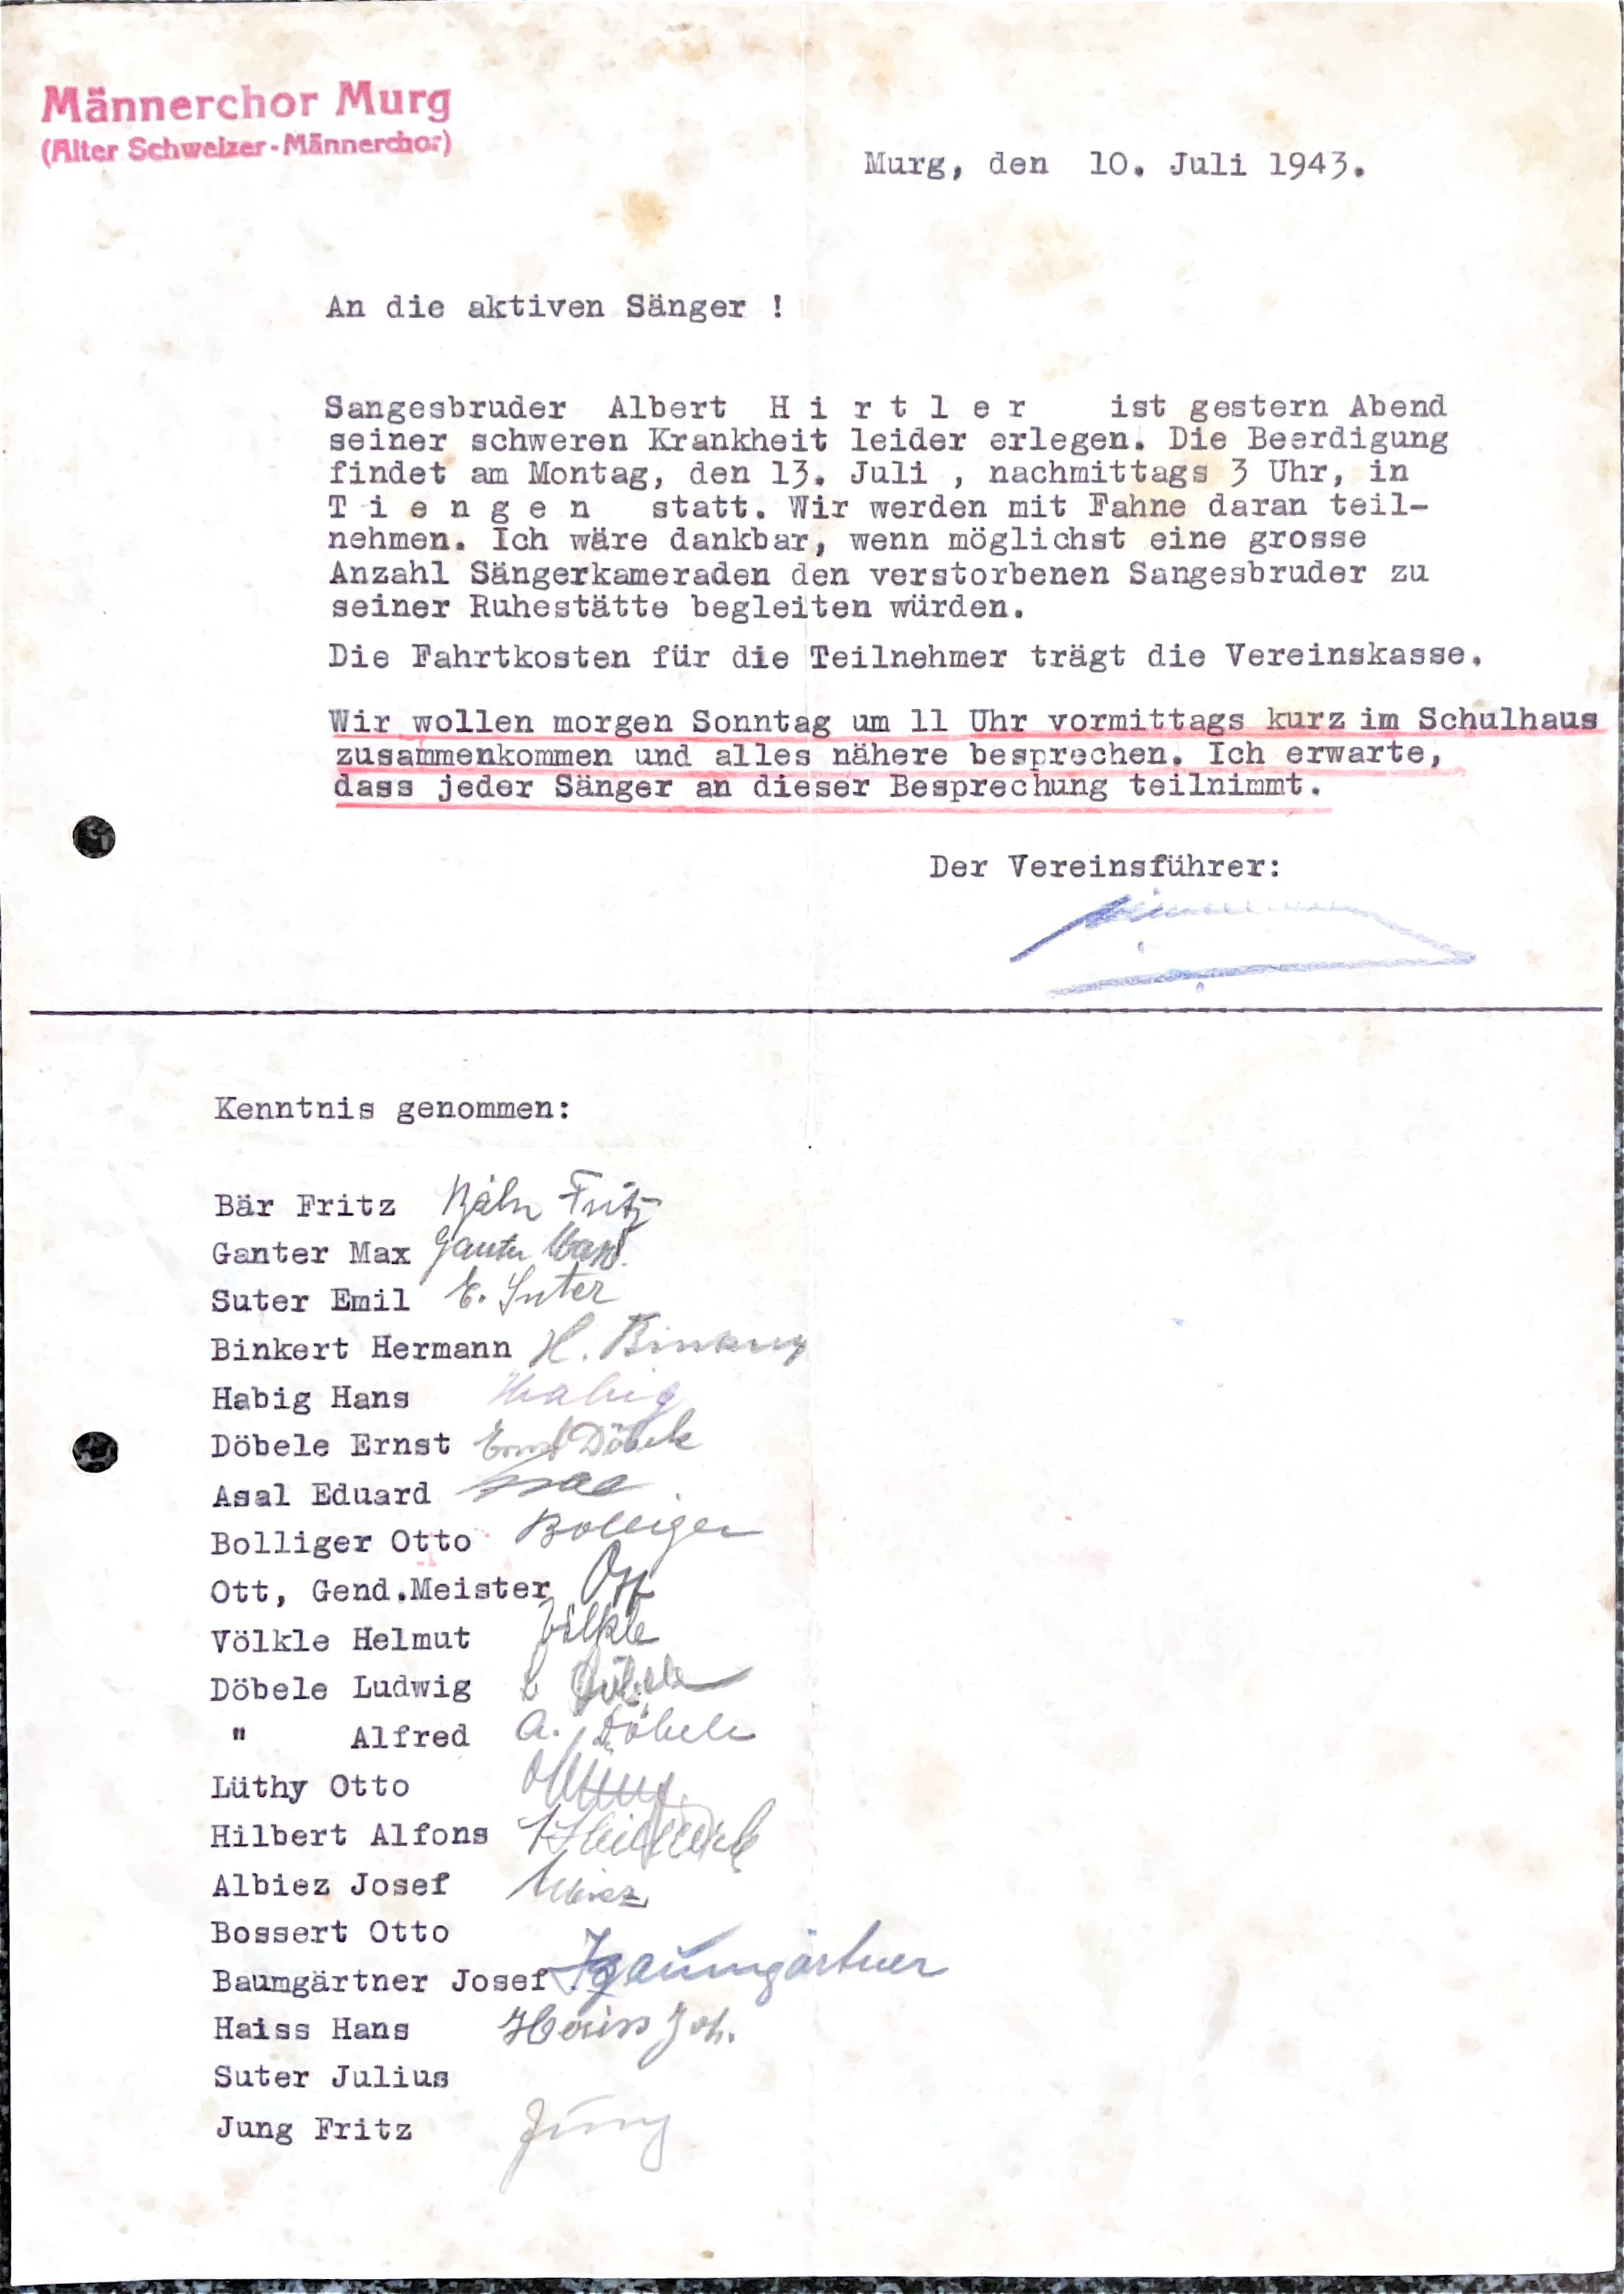 Männerchor Murg
(Alter Schweizer-Männerchor)
Murg, den 10. Juli 1943.
An die aktiven Sänger !
Sangesbruder Albert H i r t l e r ist gestern Abend
seiner schweren Krankheit leider erlegen. Die Beerdigung
findet am Montag, den 13. Juli , nachmittags 3 Uhr, in
T i e n g e n statt. Wir werden mit Fahne daran teil-
nehmen. Ich wäre dankbar, wenn möglichst eine grosse
Anzahl Sängerkameraden den verstorbenen Sangesbruder zu
seiner Ruhestätte begleiten würden.
Die Fahrtkosten für die Teilnehmer trägt die Vereinskasse.
Wir wollen morgen Sonntag um 11 Uhr vormittags kurz im Schulhaus
zusammenkommen und alles nähere besprechen. Ich erwarte,
dass jeder Sänger an dieser Besprechung teilnimmt.
Der Vereinsführer:
Kenntnis genommen:
Bär Fritz Fritz
Ganter Max Ganter Max
Suter Emil E. Suter
Binkert Hermann H. Binkert
Habig Hans Habig
Döbele Ernst Ernst Döbele
Asal Eduard
Bolliger Otto Bolliger
Ott, Gend.Meister Ott
Völkle Helmut Völkle
Döbele Ludwig L Döbele
" Alfred A. Döbele
Lüthy Otto
Hilbert Alfons
Albiez Josef Albiez
Bossert Otto
Baumgärtner Josef J Baumgärtner
Haiss Hans Haiss Joh.
Suter Julius
Jung Fritz Jung